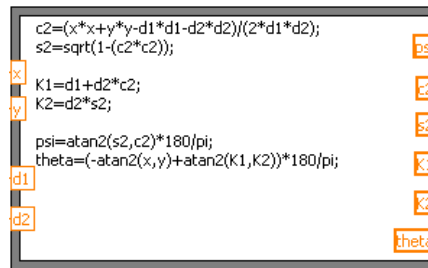 c2=(x*x+y*y-d1*d1-d2*d2)/(2*d1*d2);
s2=sqrt(1-(c2*c2));
K1=d1+d2*c2;
K2=d2*s2;
psi=atan2(s2,c2)*180/pi;
theta=(-atan2(x,y)+atan2(K1,K2))*180/pi;
x
y
d1
d2
psi
c2
s2
K1
K2
theta